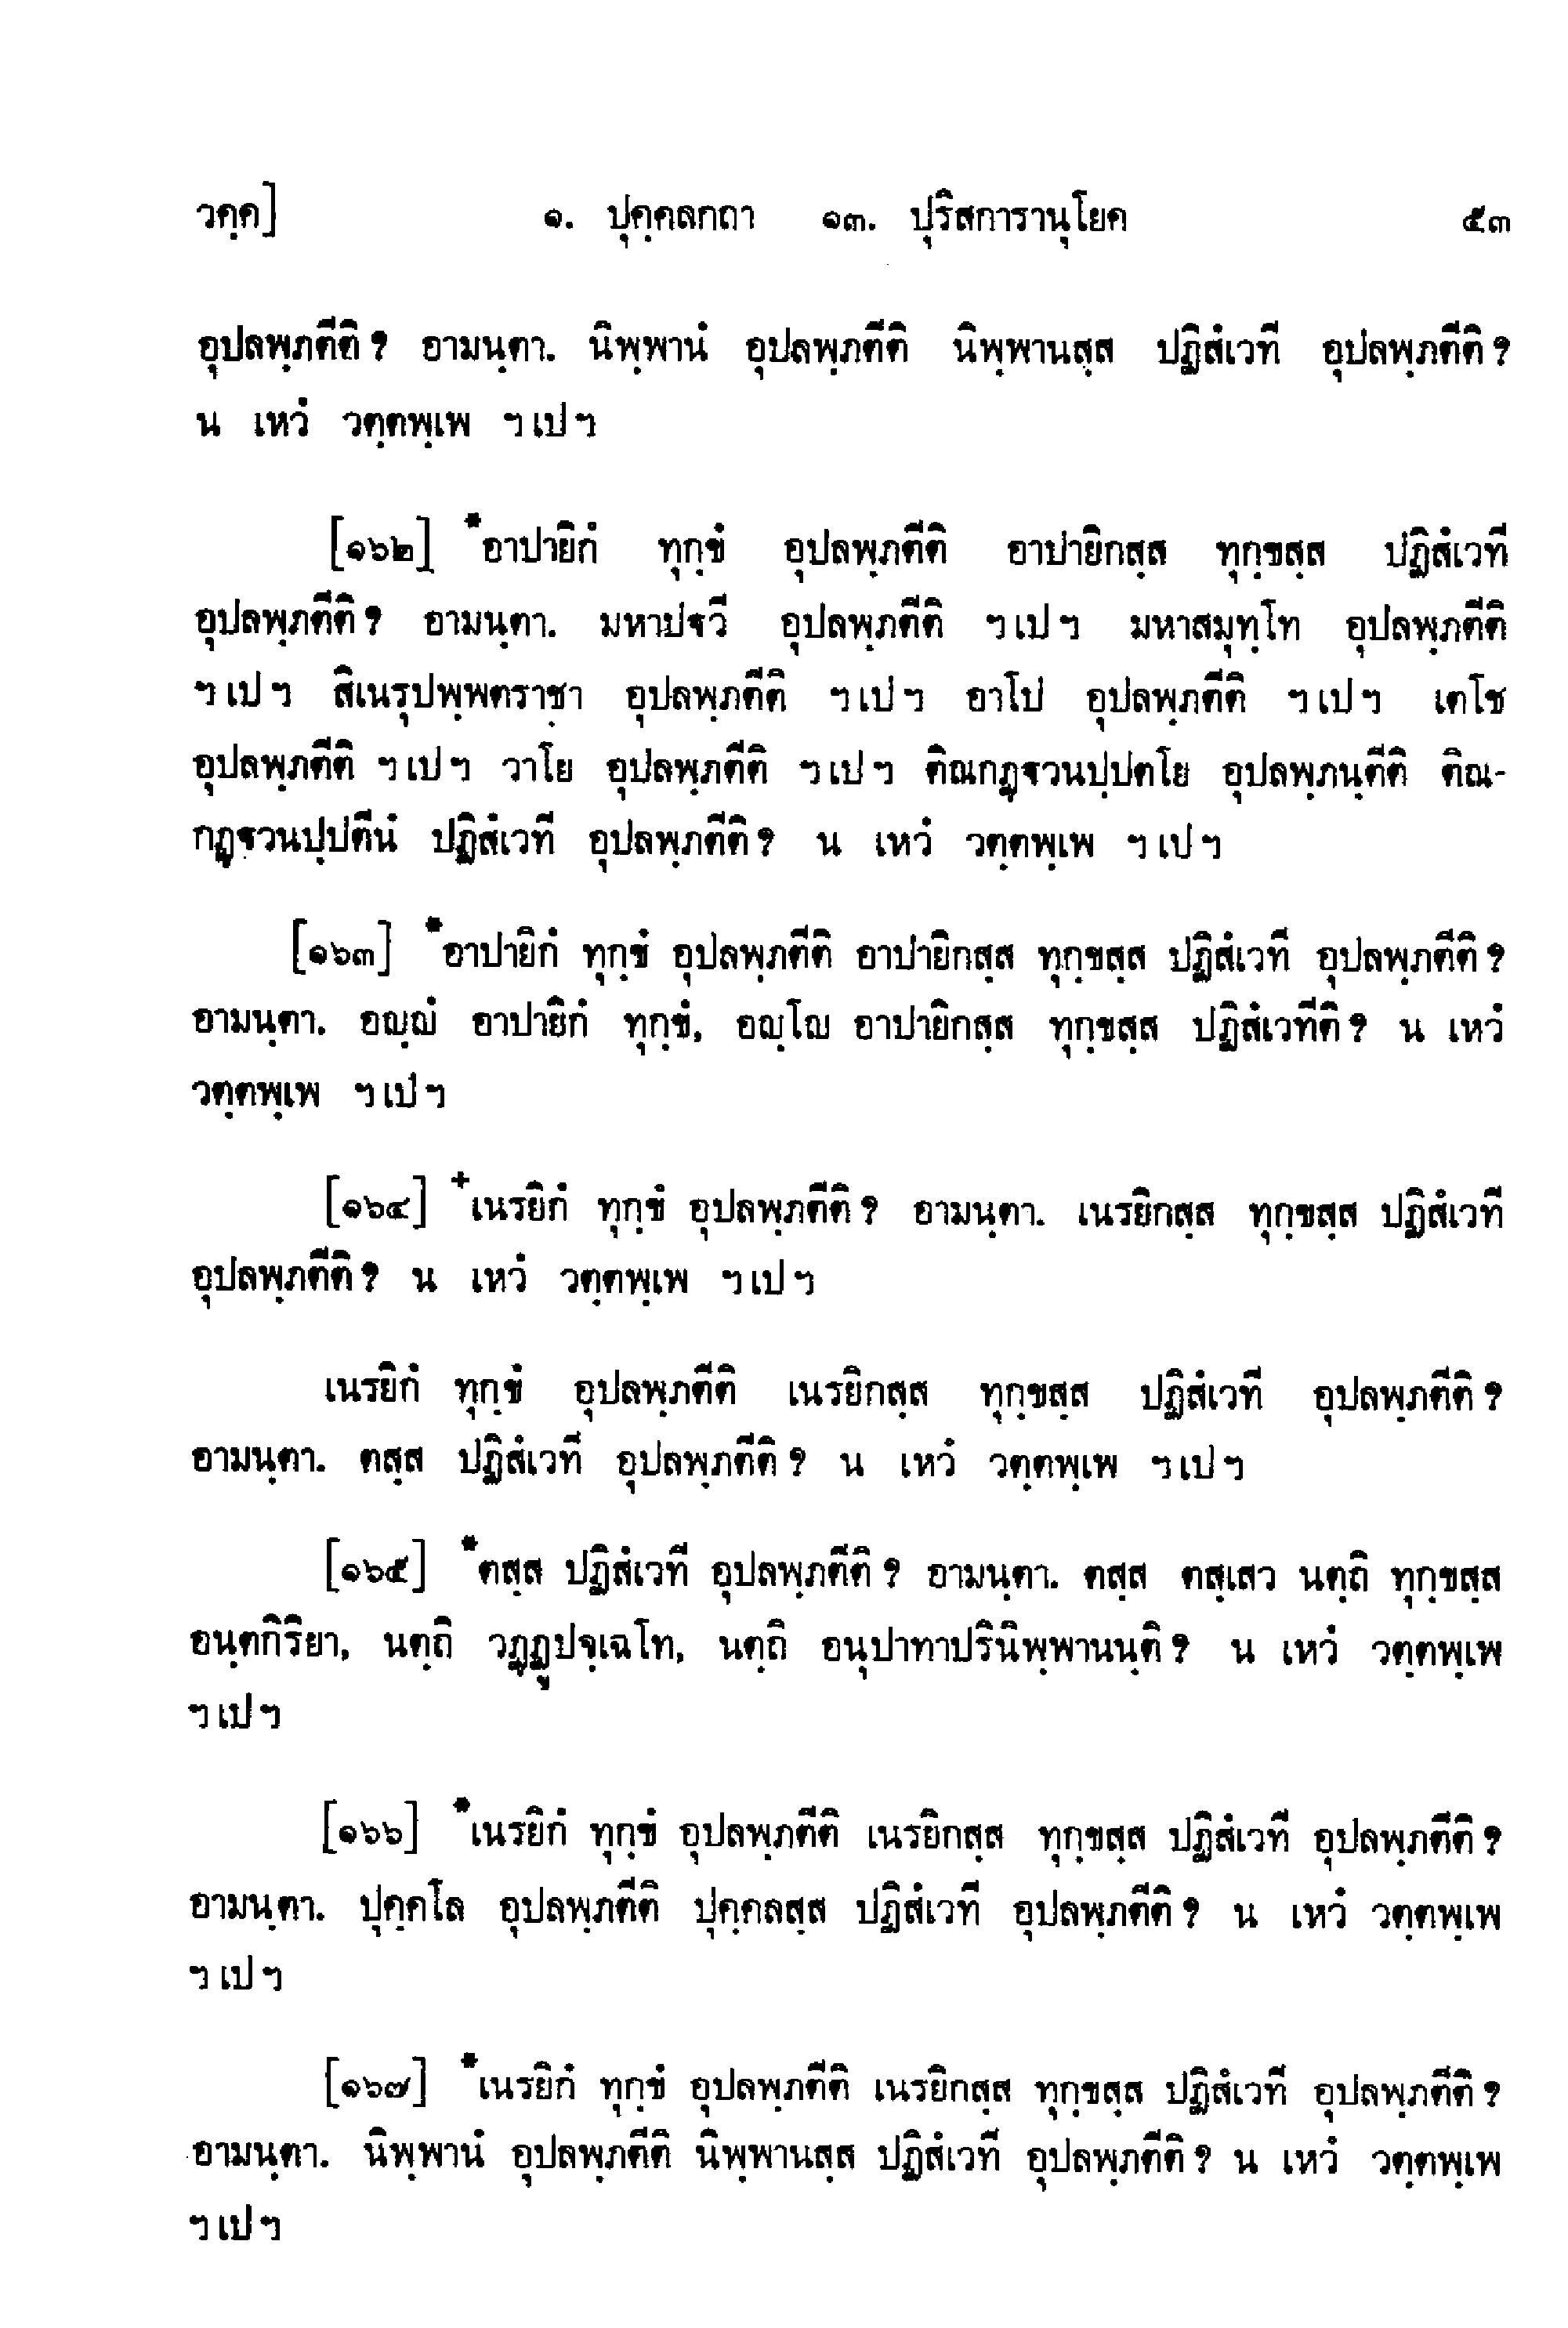 วคฺค] ๑. ปุคฺคลกถา ๑๓. ปุริสการานุโยค ๕๓
อุปลพฺภตีติ ? อามนฺตา. นิพฺพานํ อุปลพฺภตีติ นิพฺพานสฺส ปฏิสํเวที อุปลพฺภตีติ ?
น เหวํ วตฺตพฺเพ ฯ เป ฯ
[๑๖๒] *อาปายิกํ ทุกฺขํ อุปลพฺภตีติ อาปายิกสฺส ทุกฺขสฺส ปฏิสํเวที
อุปลพฺภตีติ ? อามนฺตา. มหาปฐวี อุปลพฺภตีติ ฯ เป ฯ มหาสมุทฺโท อุปลพฺภตีติ
ฯ เป ฯ สิเนรุปพฺพตราชา อุปลพฺภตีติ ฯ เป ฯ อาโป อุปลพฺภตีติ ฯ เป ฯ เตโช
อุปลพฺภตีติ ฯ เป ฯ วาโย อุปลพฺภตีติ ฯ เป ฯ ติณกฏฺฐวนปฺปตโย อุปลพฺภนฺตีติ ติณ-
กฏฺฐวนปฺปตีนํ ปฏิสํเวที อุปลพฺภตีติ ? น เหวํ วตฺตพฺเพ ฯ เป ฯ
[๑๖๓] *อาปายิกํ ทุกฺขํ อุปลพฺภตีติ อาปายิกสฺส ทุกฺขสฺส ปฏิสํเวที อุปลพฺภตีติ ?
อามนฺตา. อญฺญํ อาปายิกํ ทุกฺขํ, อญฺโญ อาปายิกสฺส ทุกฺขสฺส ปฏิสํเวทีติ ? น เหวํ
วตฺตพฺเพ ฯ เป ฯ
[๑๖๔] +เนรยิกํ ทุกฺขํ อุปลพฺภตีติ ? อามนฺตา. เนรยิกสฺส ทุกฺขสฺส ปฏิสํเวที
อุปลพฺภตีติ ? น เหวํ วตฺตพฺเพ ฯ เป ฯ
เนรยิกํ ทุกฺขํ อุปลพฺภตีติ เนรยิกสฺส ทุกฺขสฺส ปฏิสํเวที อุปลพฺภตีติ ?
อามนฺตา. ตสฺส ปฏิสํเวที อุปลพฺภตีติ ? น เหวํ วตฺตพฺเพ ฯ เป ฯ
[๑๖๕] *ตสฺส ปฏิสํเวที อุปลพฺภตีติ ? อามนฺตา. ตสฺส ตสฺเสว นตฺถิ ทุกฺขสฺส
อนฺตกิริยา, นตฺถิ วฏฺฏูปจฺเฉโท, นตฺถิ อนุปาทาปรินิพฺพานนฺติ ? น เหวํ วตฺตพฺเพ
ฯ เป ฯ
[๑๖๖] *เนรยิกํ ทุกฺขํ อุปลพฺภตีติ เนรยิกสฺส ทุกฺขสฺส ปฏิสํเวที อุปลพฺภตีติ ?
อามนฺตา. ปุคฺคโล อุปลพฺภตีติ ปุคฺคลสฺส ปฏิสํเวที อุปลพฺภตีติ ? น เหวํ วตฺตพฺเพ
ฯ เป ฯ
[๑๖๗] *เนรยิกํ ทุกฺขํ อุปลพฺภตีติ เนรยิกสฺส ทุกฺขสฺส ปฏิสํเวที อุปลพฺภตีติ ?
อามนฺตา. นิพฺพานํ อุปลพฺภตีติ นิพฺพานสฺส ปฏิสํเวที อุปลพฺภตีติ ? น เหวํ วตฺตพฺเพ
ฯ เป ฯ